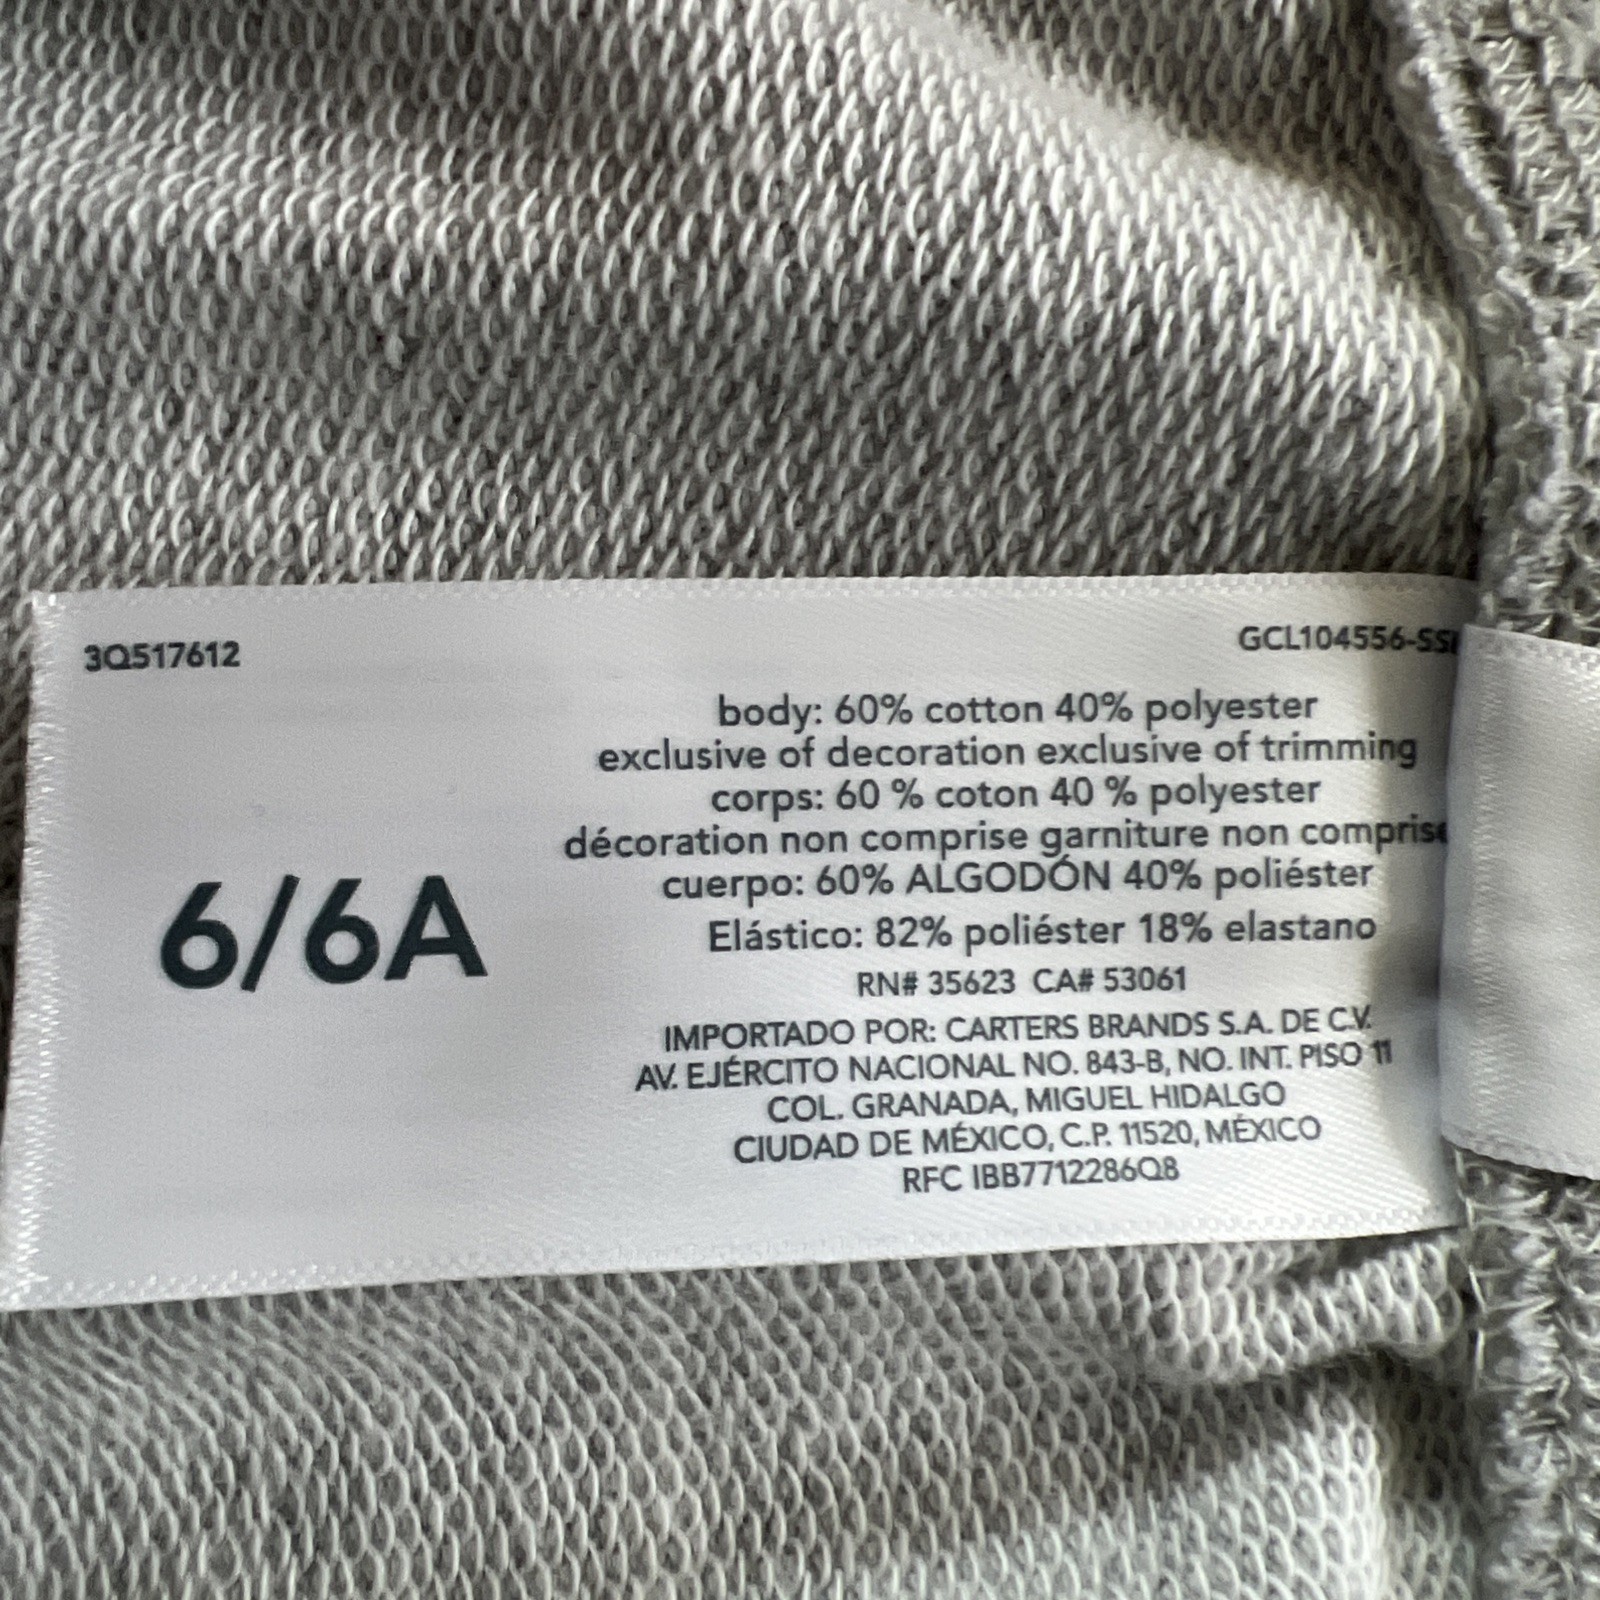 3Q517612
GCL104556-SS
body: 60% cotton 40% polyester
exclusive of decoration exclusive of trimming
corps: 60 % coton 40 % polyester
décoration non comprise garniture non comprise
cuerpo: 60% ALGODÓN 40% poliéster
Elástico: 82% poliéster 18% elastano
6/6A
RN# 35623 CA# 53061
IMPORTADO POR: CARTERS BRANDS S.A. DE C.V.
AV. EJÉRCITO NACIONAL NO. 843-B, NO. INT. PISO 11
COL. GRANADA, MIGUEL HIDALGO
CIUDAD DE MÉXICO, C.P. 11520, MÉXICO
RFC IBB7712286Q8